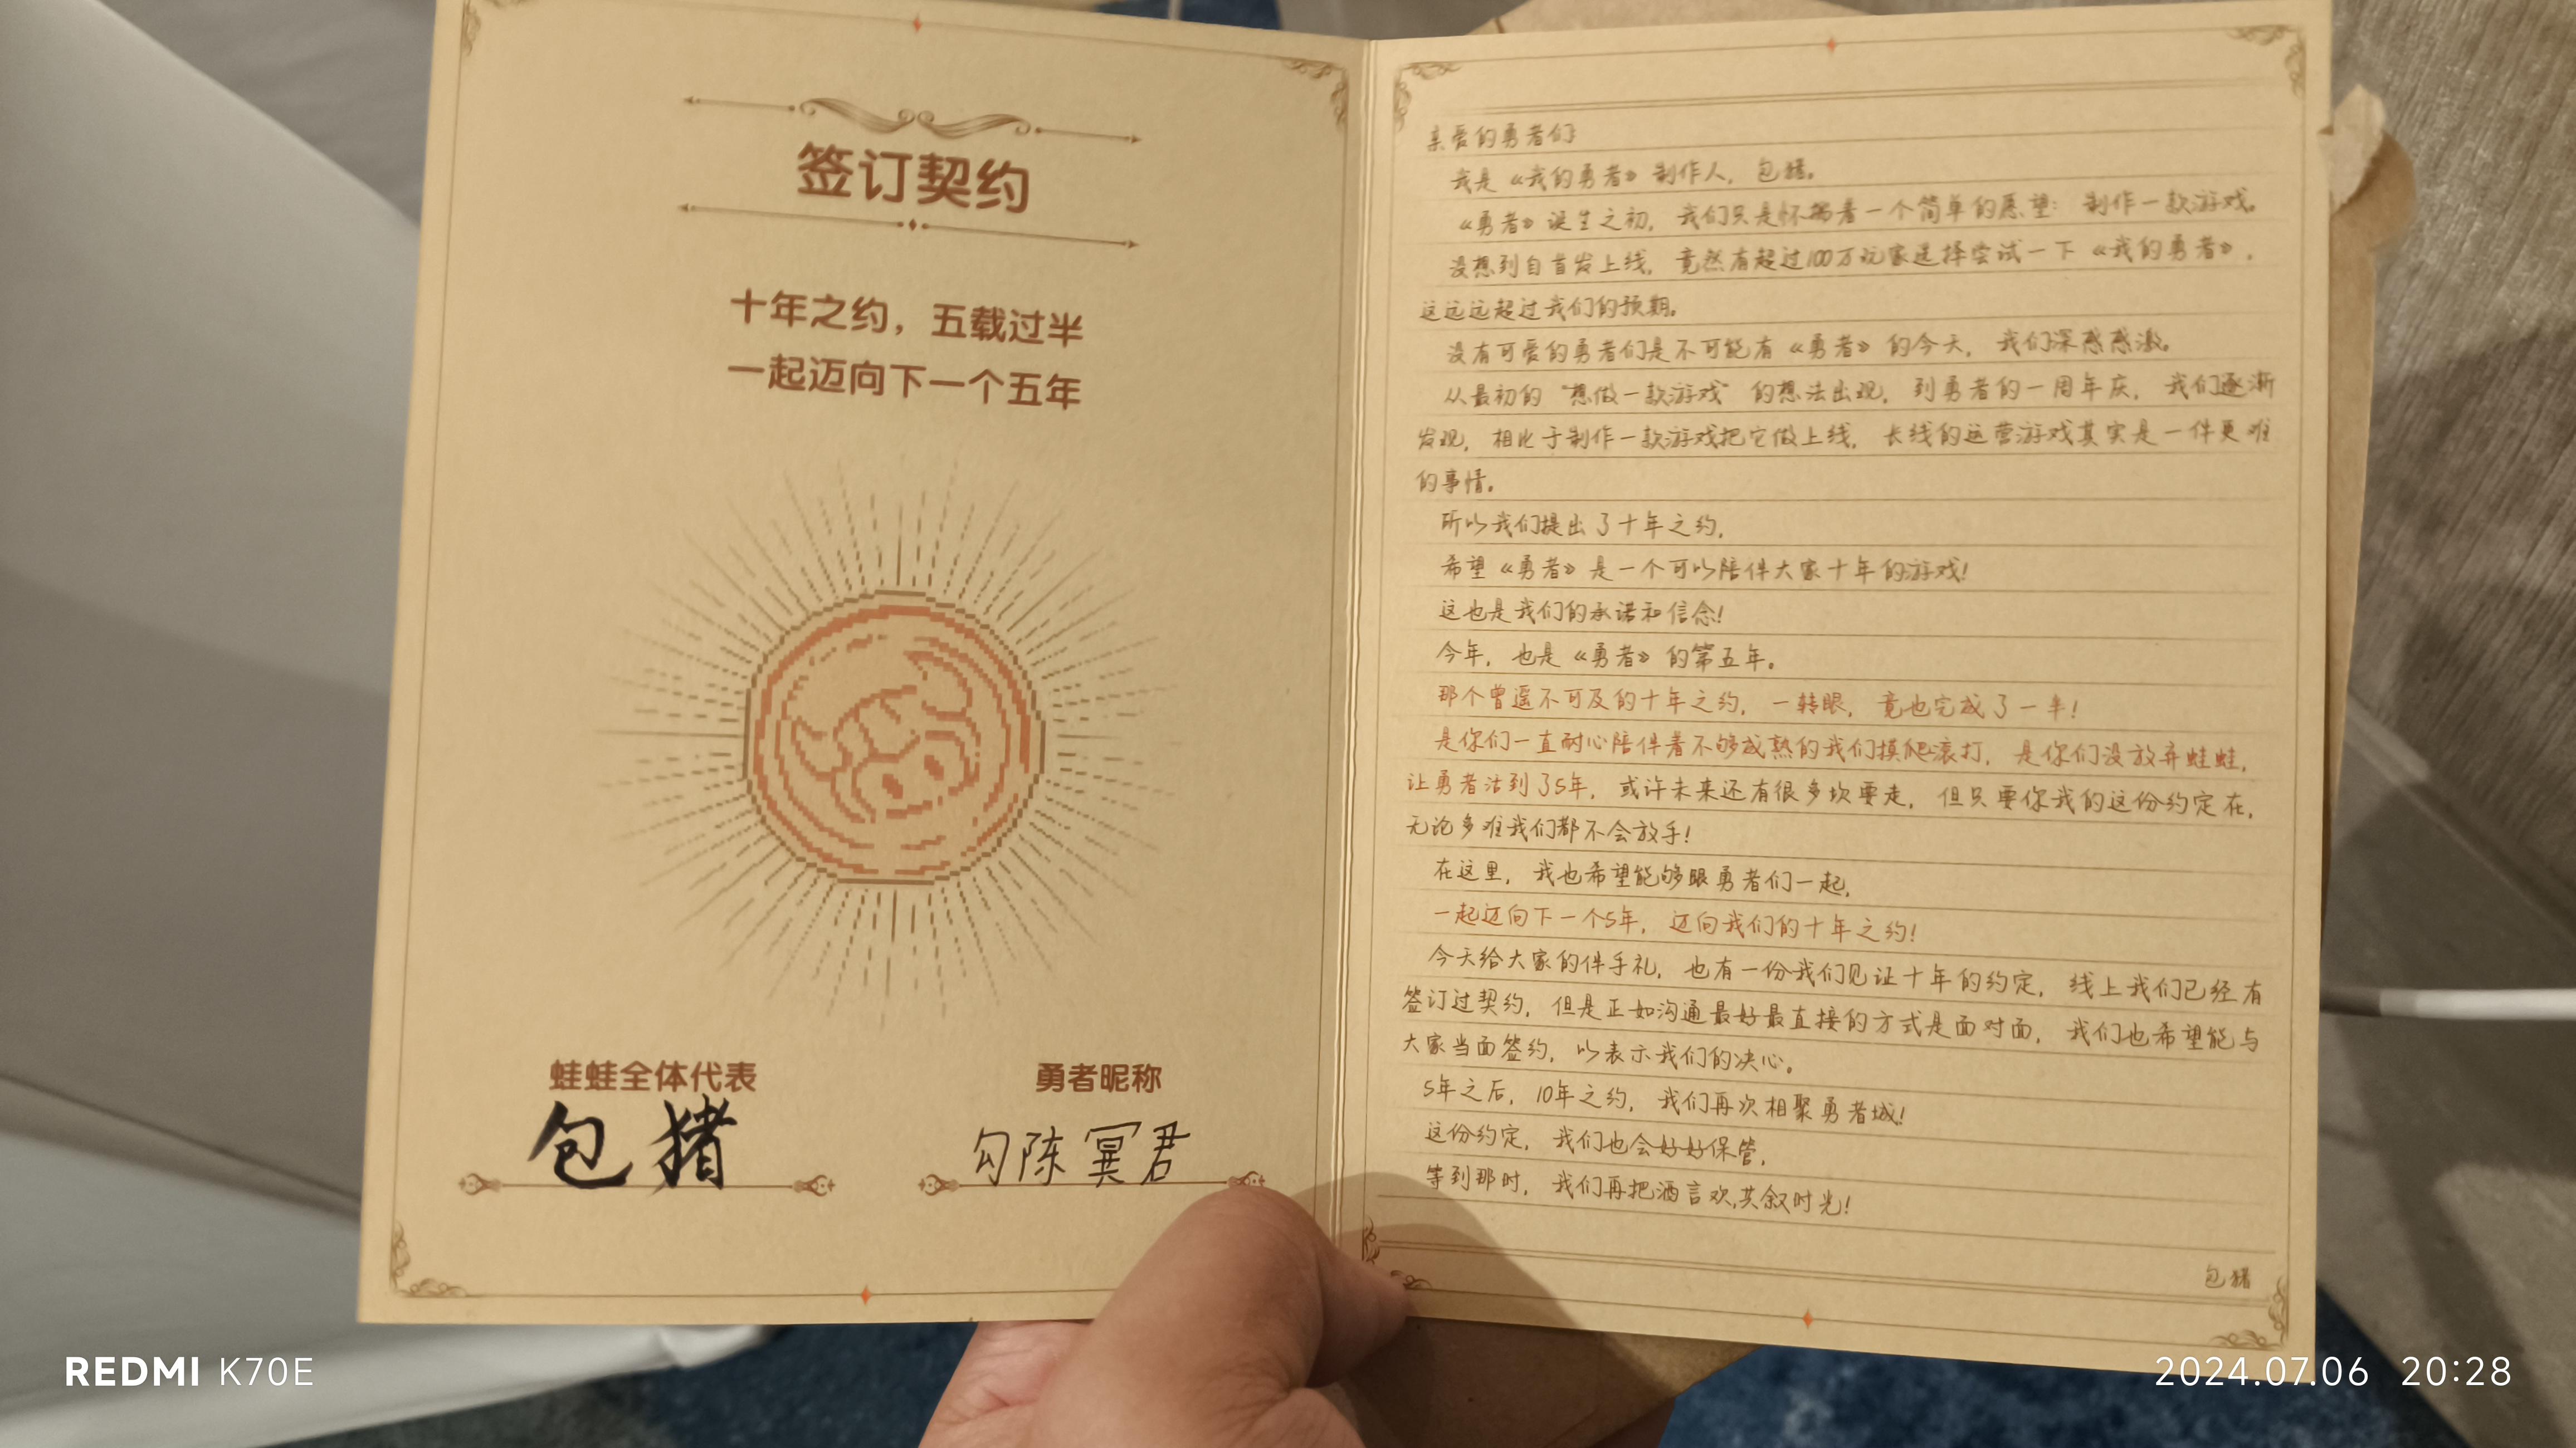 签订契约
十年之约，五载过半
一起迈向下一个五年
蛙蛙全体代表
包猪
勇者昵称
勾陈冥君
亲爱的勇者们
我是《我的勇者》制作人，包猪。
《勇者》诞生之初，我们只是怀揣着一个简单的愿望：制作一款游戏。
没想到自首发上线，竟然有超过100万玩家选择尝试一下《我的勇者》，
这远远超过我们的预期。
没有可爱的勇者们是不可能有《勇者》的今天，我们深感感激。
从最初的“想做一款游戏”的想法出现，到勇者的一周年庆，我们逐渐
发现，相比于制作一款游戏把它做上线，长线的运营游戏其实是一件更难
的事情。
所以我们提出了十年之约，
希望《勇者》是一个可以陪伴大家十年的游戏！
这也是我们的承诺和信念！
今年，也是《勇者》的第五年。
那个曾遥不可及的十年之约，一转眼，竟也完成了一半！
是你们一直耐心陪伴着不够成熟的我们摸爬滚打，是你们没放弃蛙蛙，
让勇者活到了5年，或许未来还有很多坎要走，但只要你我的这份约定在，
无论多难我们都不会放手！
在这里，我也希望能够跟勇者们一起，
一起迈向下一个5年，迈向我们的十年之约！
今天给大家的伴手礼，也有一份我们见证十年的约定，线上我们已经有
签订过契约，但是正如沟通最好最直接的方式是面对面，我们也希望能与
大家当面签约，以表示我们的决心。
5年之后，10年之约，我们再次相聚勇者城！
这份约定，我们也会好好保管，
等到那时，我们再把酒言欢，共叙时光！
包猪
REDMI K70E
2024.07.06 20:28